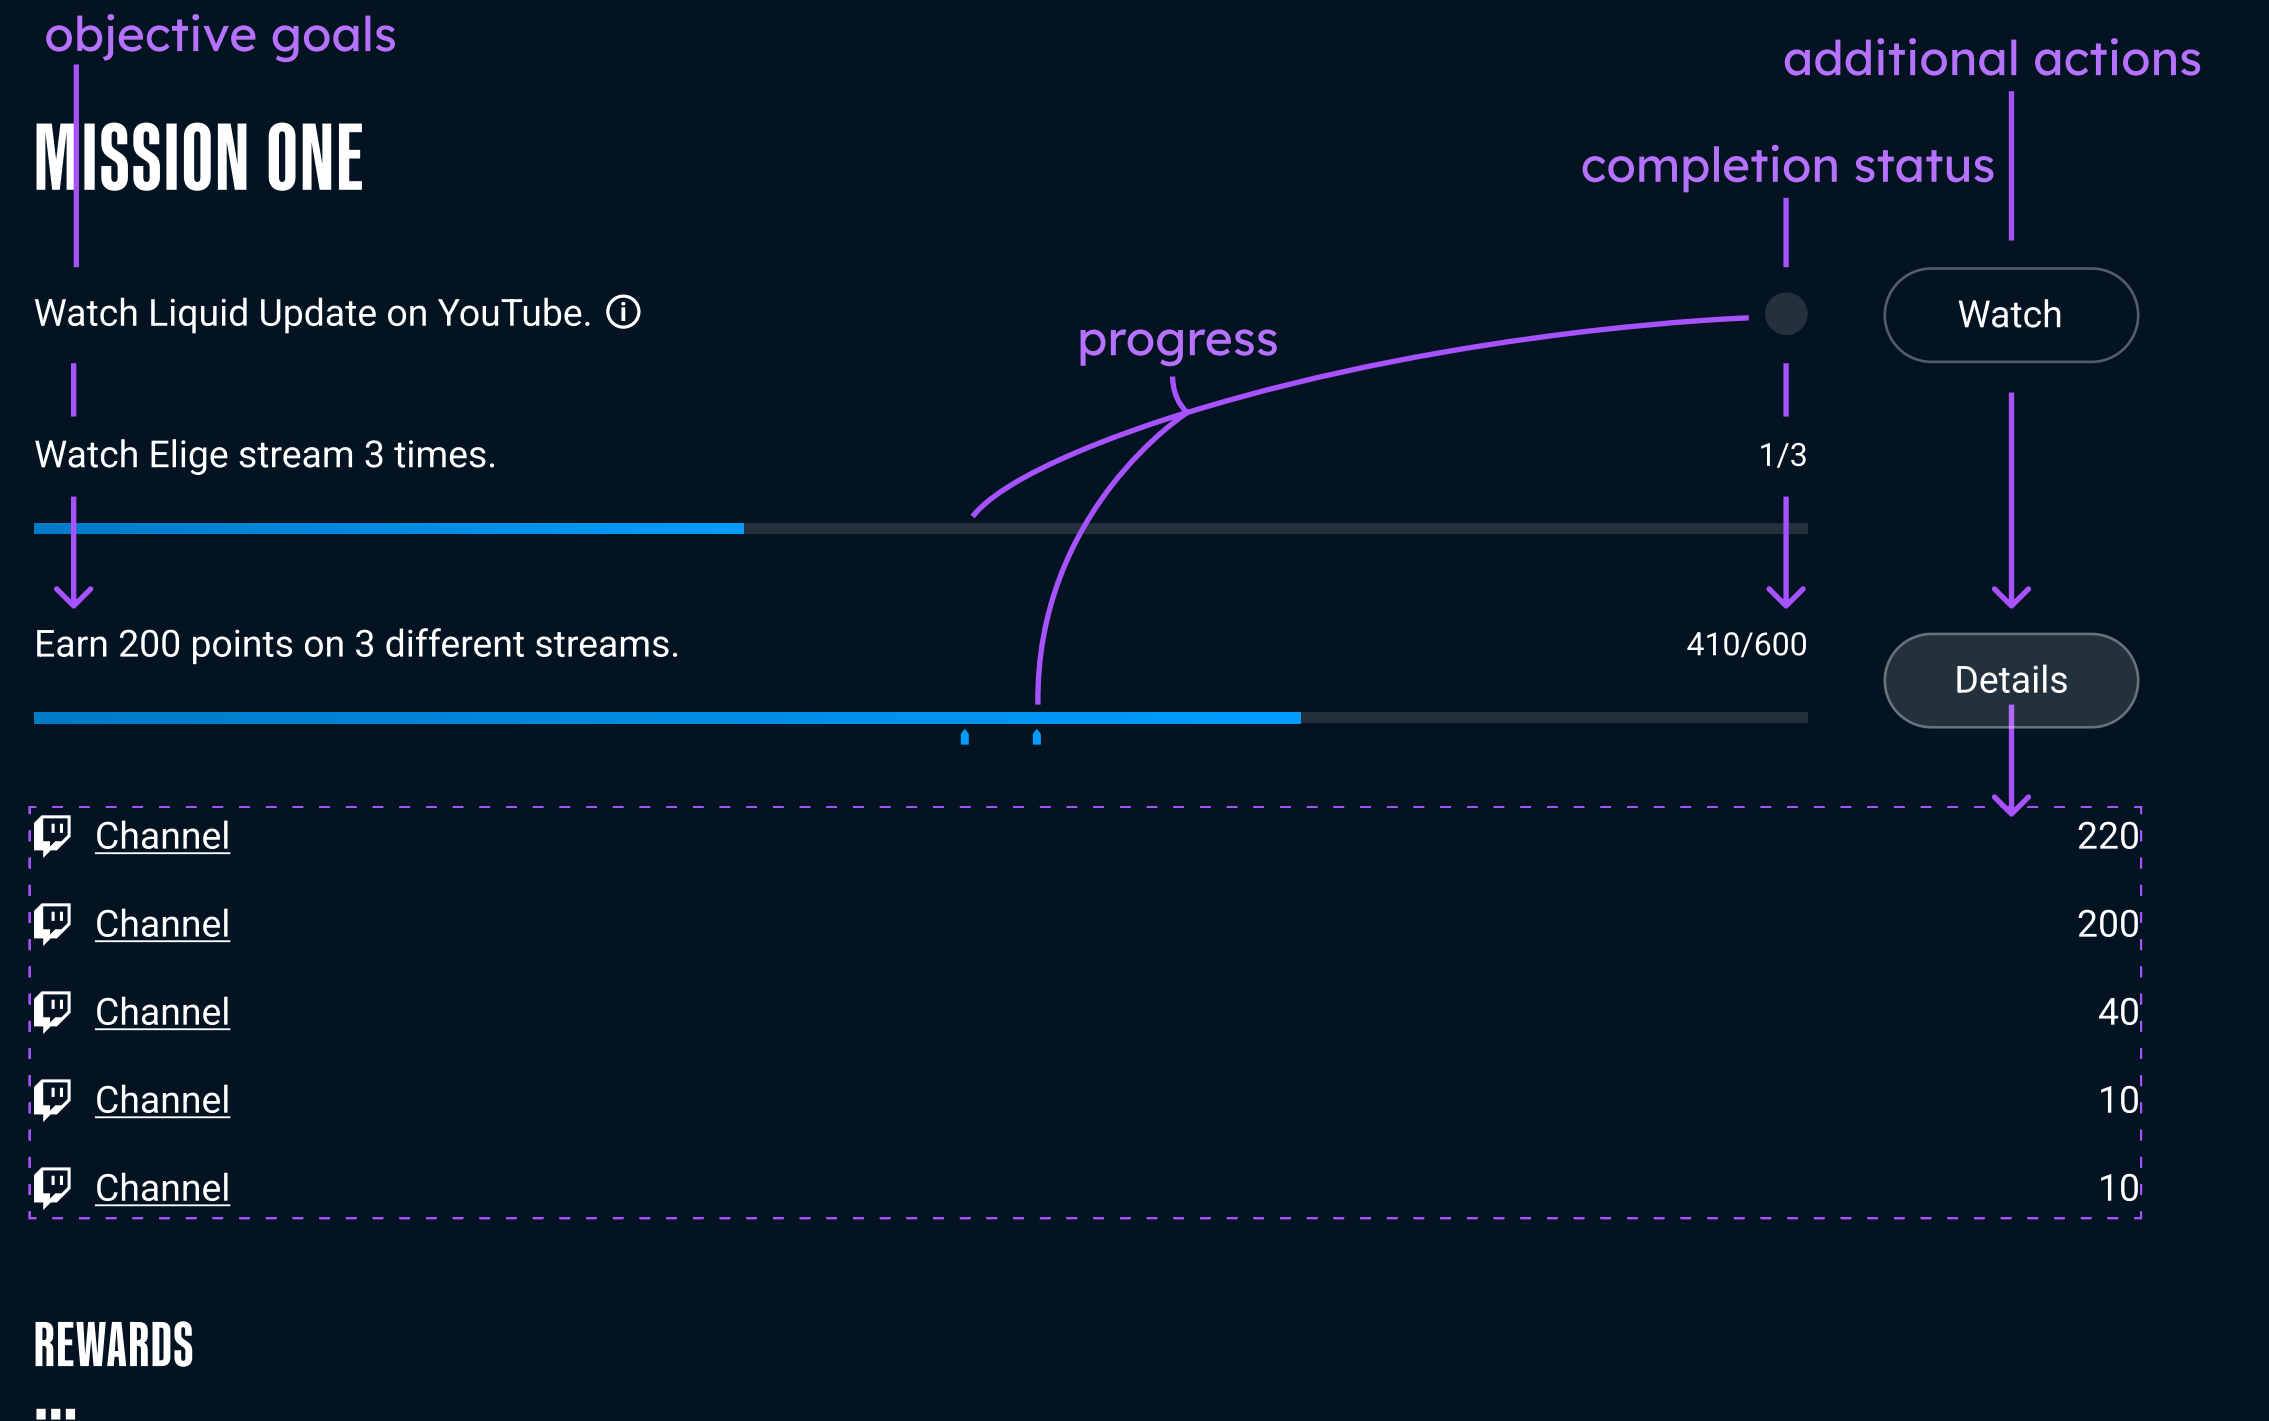 objective goals
additional actions
MISSION ONE
completion status
Watch Liquid Update on YouTube.
Watch
progress
Watch Elige stream 3 times.
1/3
Earn 200 points on 3 different streams.
410/600
Details
Channel 220
Channel 200
Channel 40
Channel 10
Channel 10
REWARDS